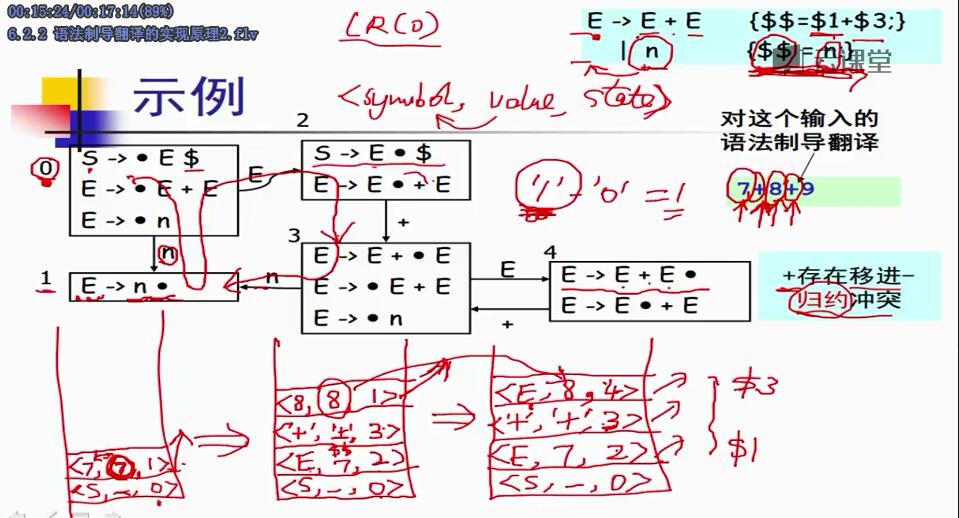 00:15:24/00:17:14(89%)
6.2.2 语法制导翻译的实现原理2.flv
LR(0)
E -> E + E {$$=$1+$3;}
| n {$$ = n}
课堂
示例
<symbol, value, state>
对这个输入的
语法制导翻译
7+8+9
'7' - '0' =
0
S -> • E $
E -> • E + E
E -> • n
E
2
S -> E • $
E -> E • + E
n
+
1
E -> n •
n
3
E -> E + • E
E -> • E + E
E -> • n
E
+
4
E -> E + E •
E -> E • + E
+存在移进-
归约冲突
<7, 7, 1>
<S, –, 0>
<8, 8, 1>
<'+', '+', 3>
$$
<E, 7, 2>
<S, –, 0>
<E, 8, 4>
<'+', '+', 3>
<E, 7, 2>
<S, –, 0>
$3
$1